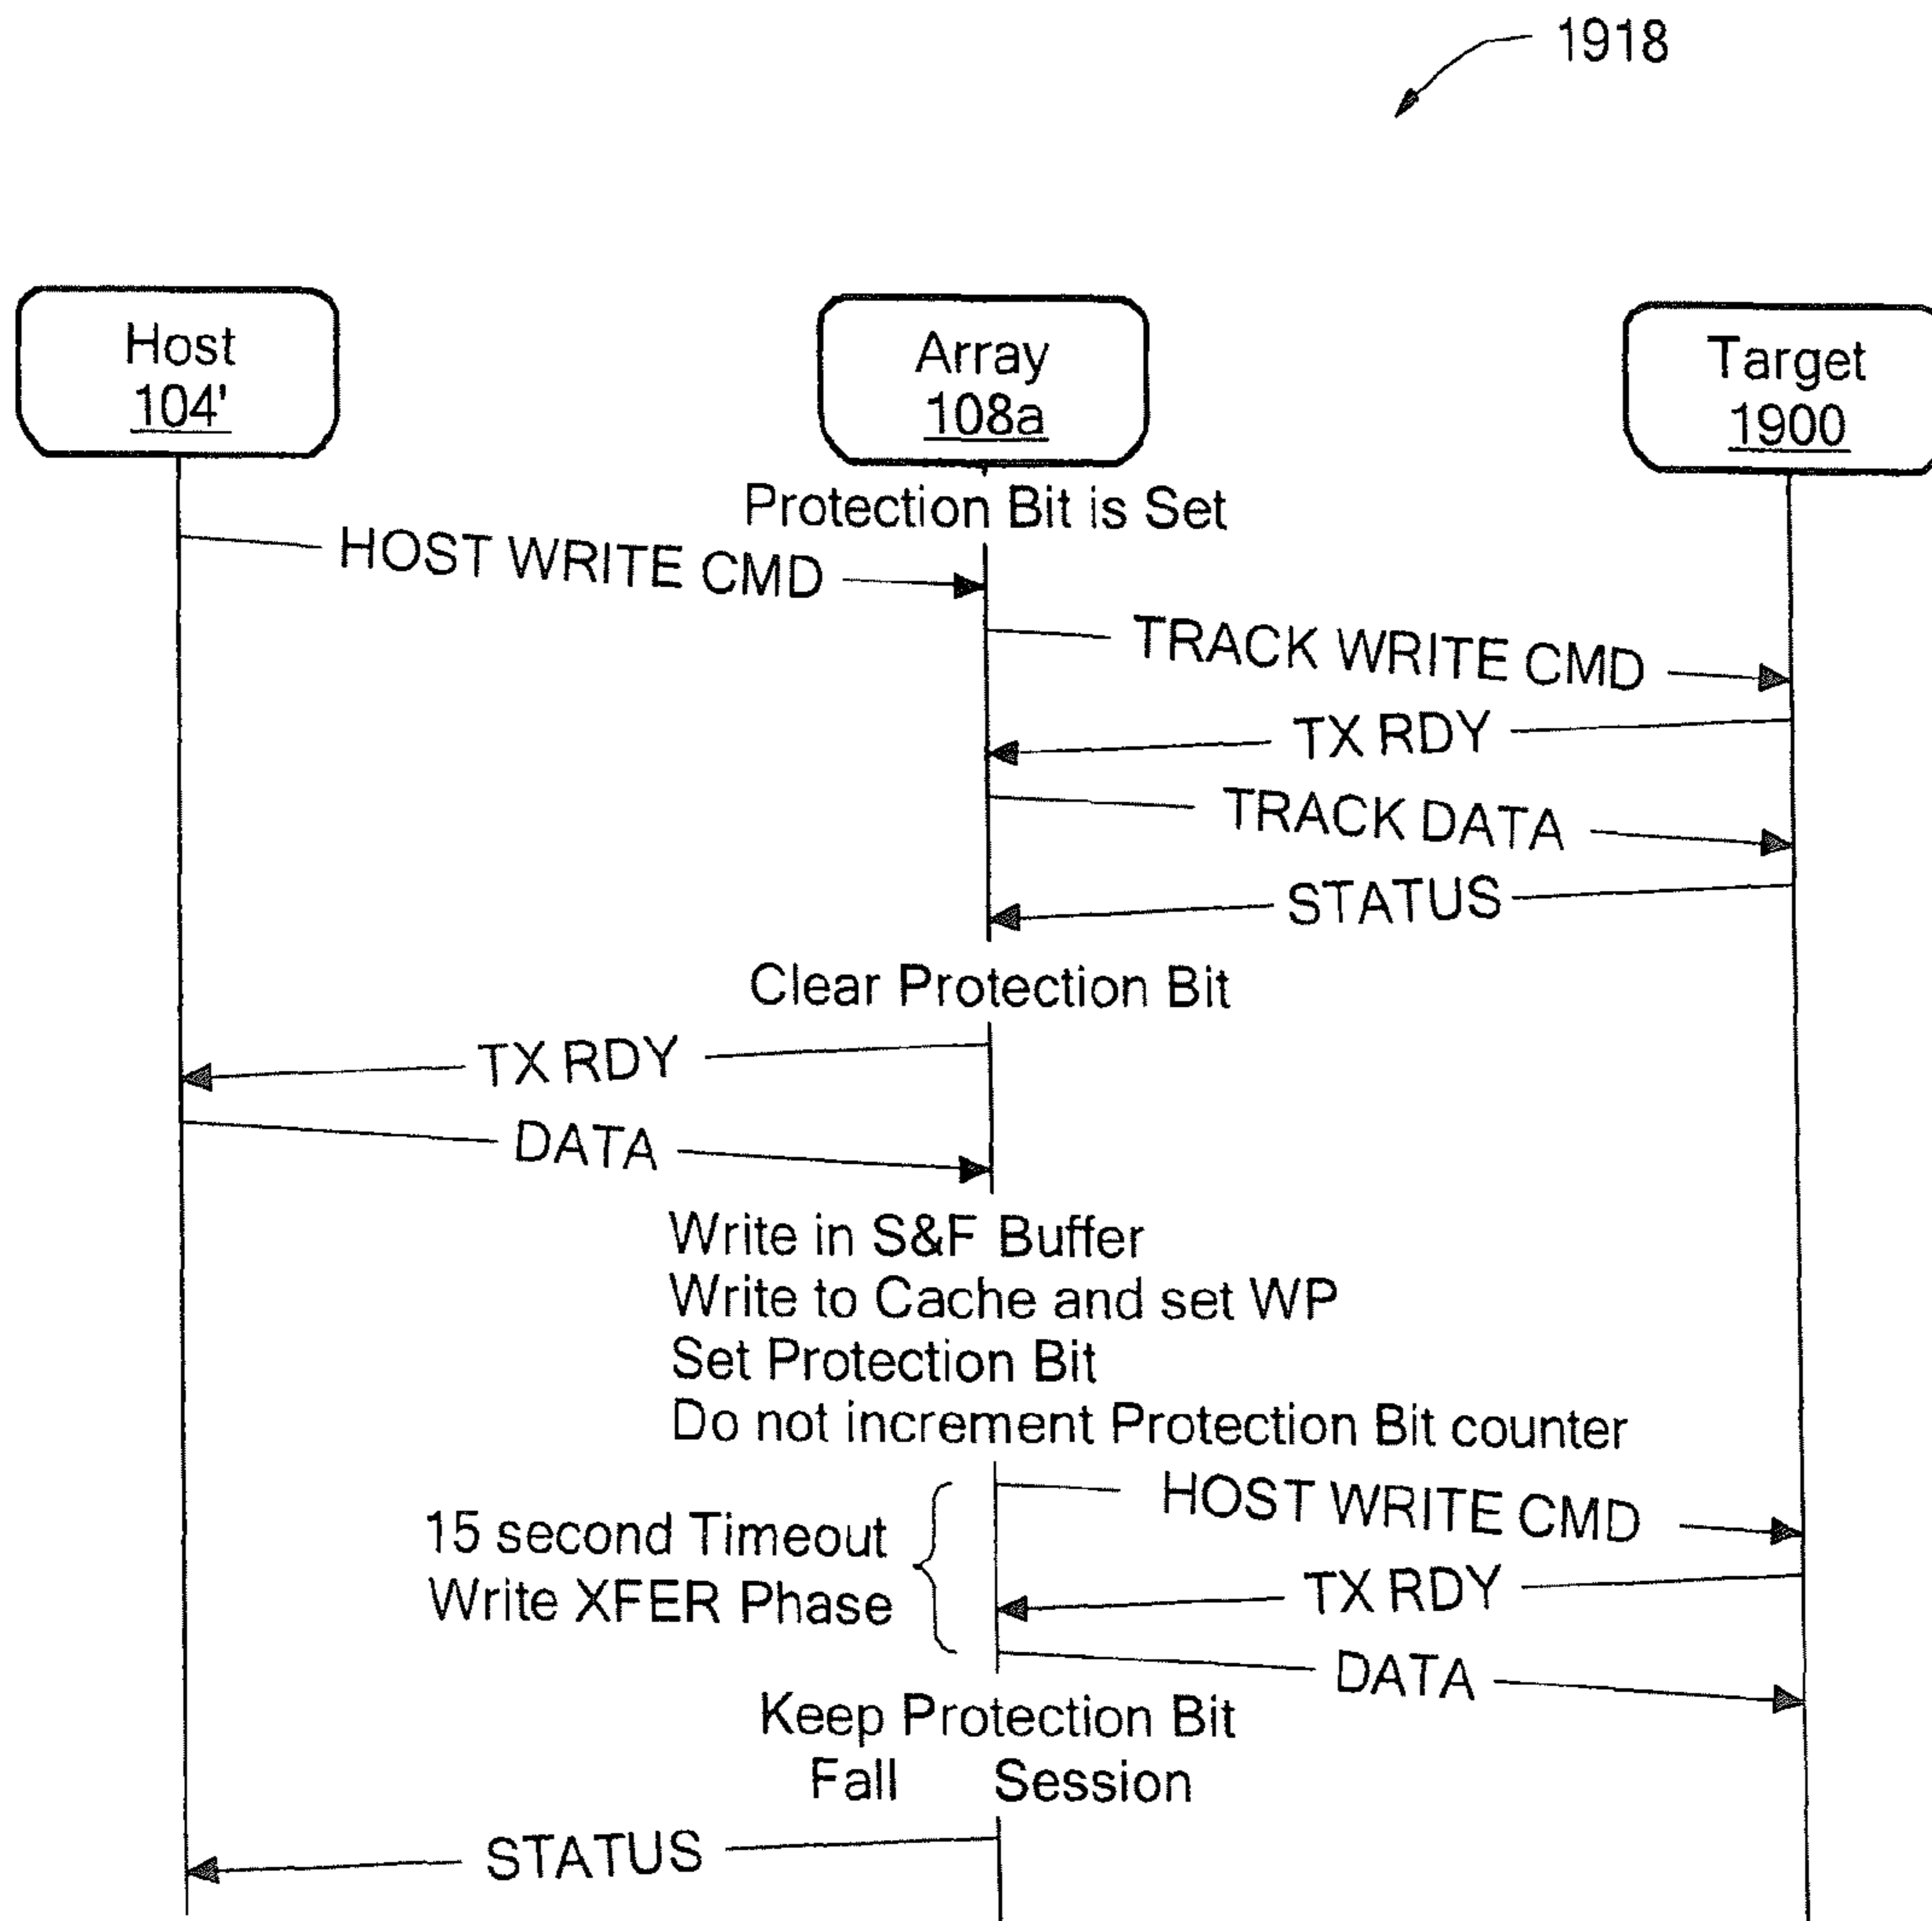 1918
Host
104'
Array
108a
Target
1900
Protection Bit is Set
HOST WRITE CMD
TRACK WRITE CMD
TX RDY
TRACK DATA
STATUS
Clear Protection Bit
TX RDY
DATA
Write in S&F Buffer
Write to Cache and set WP
Set Protection Bit
Do not increment Protection Bit counter
HOST WRITE CMD
15 second Timeout
Write XFER Phase
TX RDY
DATA
Keep Protection Bit
Fall Session
STATUS